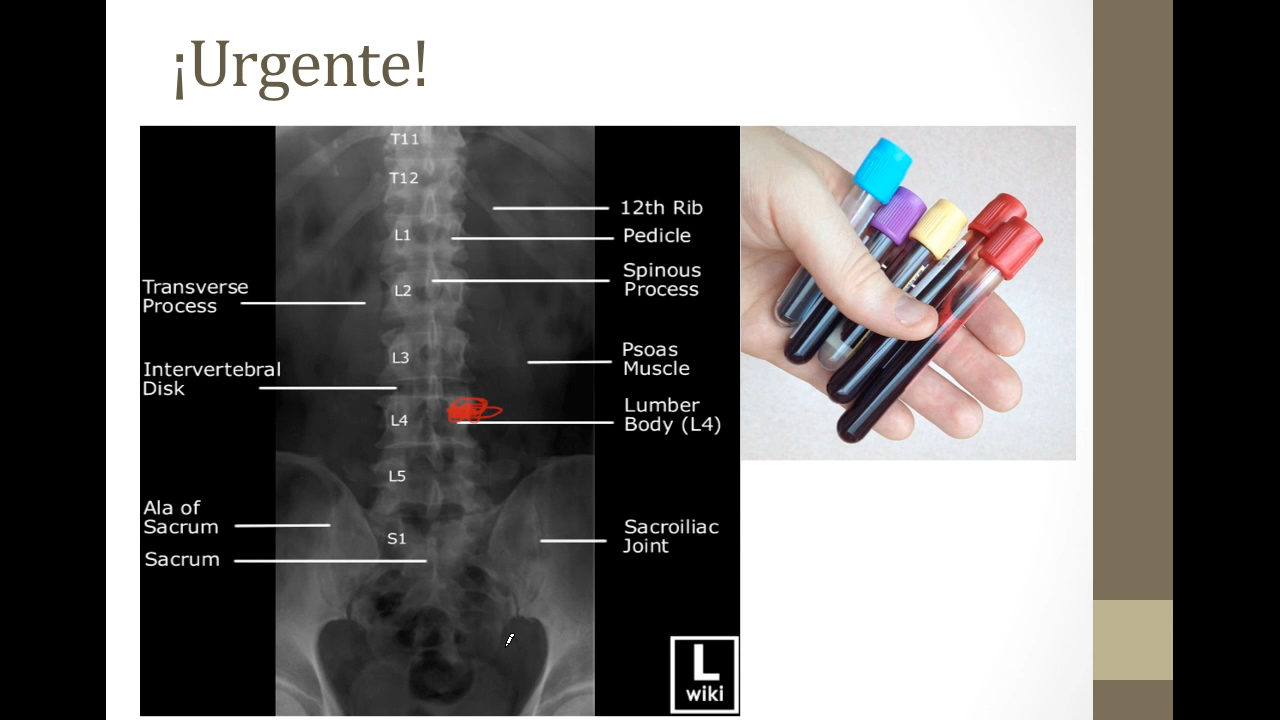 ¡Urgente!
T11
T12
L1
L2
L3
L4
L5
S1
Transverse
Process
Intervertebral
Disk
Ala of
Sacrum
Sacrum
12th Rib
Pedicle
Spinous
Process
Psoas
Muscle
Lumber
Body (L4)
Sacroiliac
Joint
L
wiki